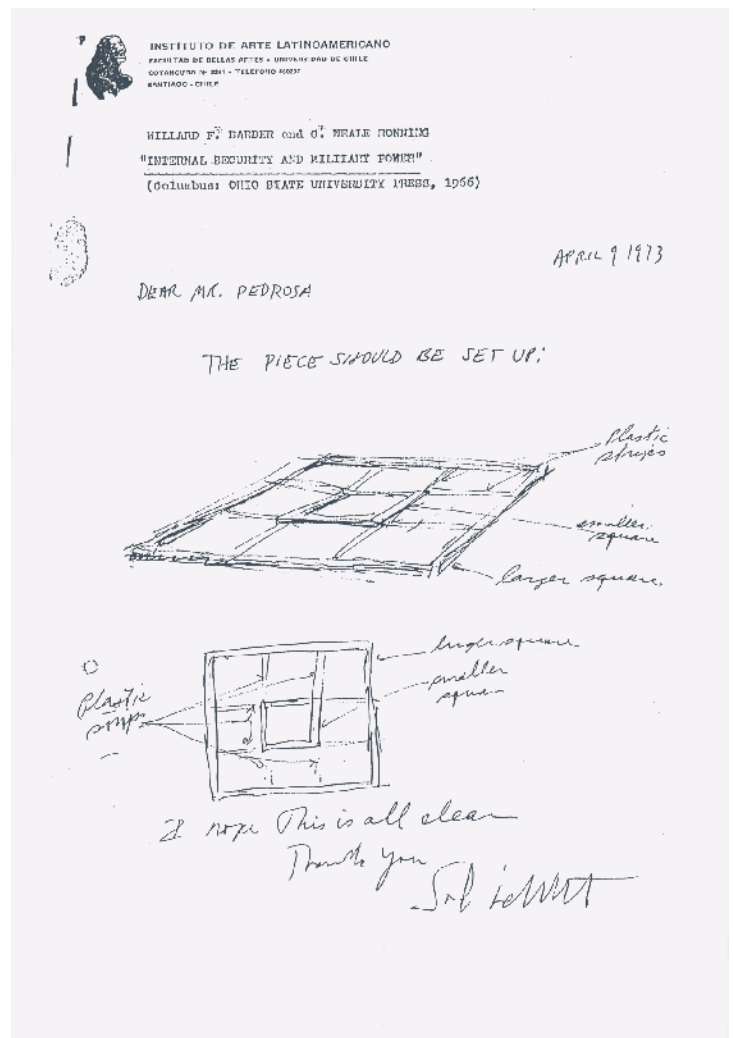 INSTITUTO DE ARTE LATINOAMERICANO
FACULTAD DE BELLAS ARTES - UNIVERSIDAD DE CHILE
SANTIAGO - CHILE
WILLARD F. BARBER and C. NEALE RONNING
"INTERNAL SECURITY AND MILITARY POWER"
(Columbus: OHIO STATE UNIVERSITY PRESS, 1966)
APRIL 9 1973
DEAR MR. PEDROSA
THE PIECE SHOULD BE SET UP:
Plastic
strips
smaller
square
larger square
larger square
smaller
square
Plastic
strips
I hope This is all clear
Thank you
Sol LeWitt